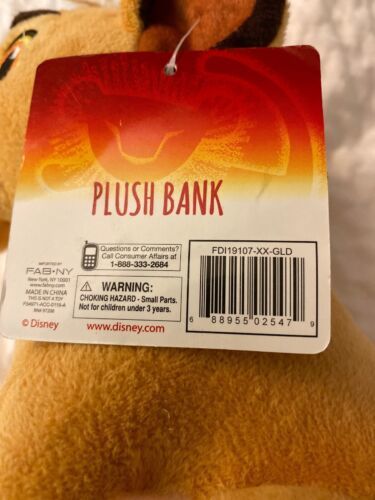 PLUSH BANK
IMPORTED BY
FAB·NY
New York, NY 10001
www.fabny.com
MADE IN CHINA
THIS IS NOT A TOY
Questions or Comments?
Call Consumer Affairs at
1-888-333-2684
WARNING:
CHOKING HAZARD - Small Parts.
Not for children under 3 years.
© Disney
www.disney.com
FDI19107-XX-GLD
6 88955 02547 9